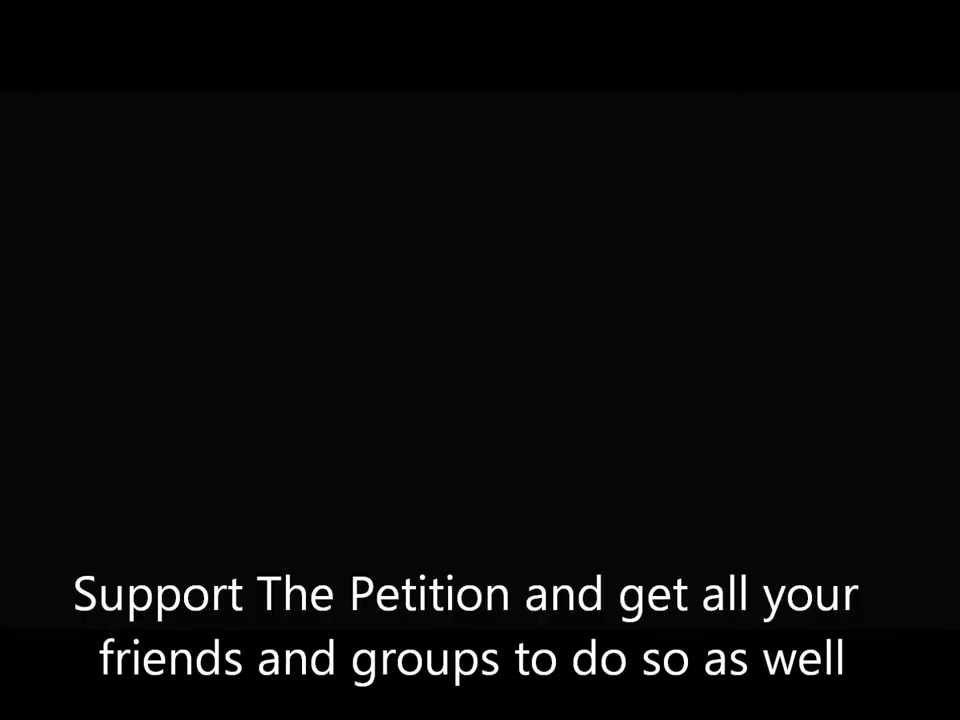 Support The Petition and get all your
friends and groups to do so as well